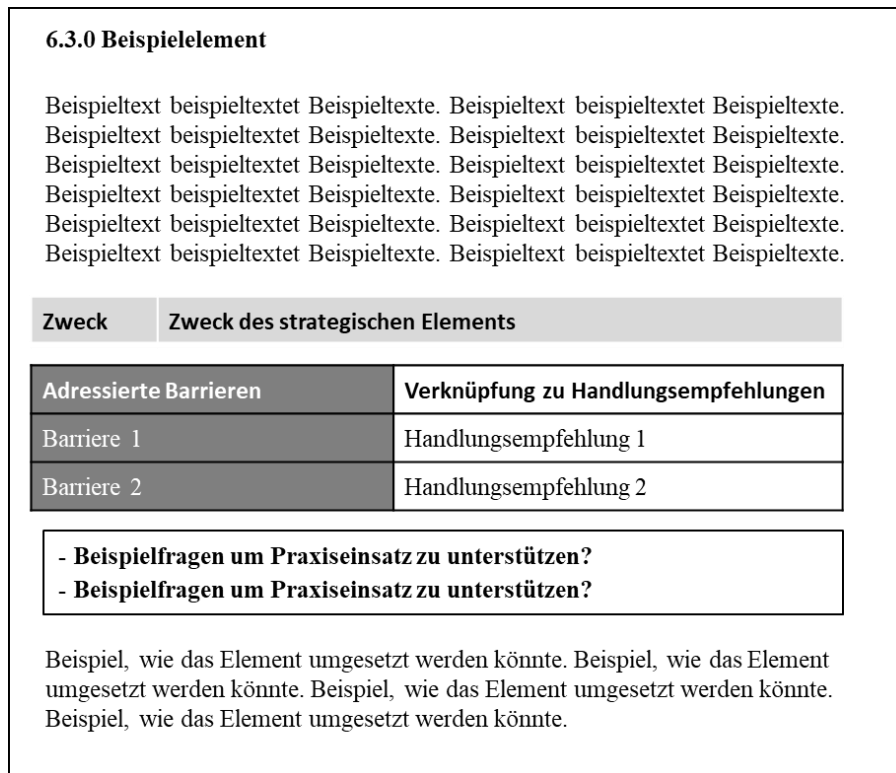 6.3.0 Beispielelement
Beispieltext beispieltextet Beispieltexte. Beispieltext beispieltextet Beispieltexte.
Beispieltext beispieltextet Beispieltexte. Beispieltext beispieltextet Beispieltexte.
Beispieltext beispieltextet Beispieltexte. Beispieltext beispieltextet Beispieltexte.
Beispieltext beispieltextet Beispieltexte. Beispieltext beispieltextet Beispieltexte.
Beispieltext beispieltextet Beispieltexte. Beispieltext beispieltextet Beispieltexte.
Beispieltext beispieltextet Beispieltexte. Beispieltext beispieltextet Beispieltexte.
Zweck Zweck des strategischen Elements
Adressierte Barrieren Verknüpfung zu Handlungsempfehlungen
Barriere 1 Handlungsempfehlung 1
Barriere 2 Handlungsempfehlung 2
- Beispielfragen um Praxiseinsatz zu unterstützen?
- Beispielfragen um Praxiseinsatz zu unterstützen?
Beispiel, wie das Element umgesetzt werden könnte. Beispiel, wie das Element
umgesetzt werden könnte. Beispiel, wie das Element umgesetzt werden könnte.
Beispiel, wie das Element umgesetzt werden könnte.